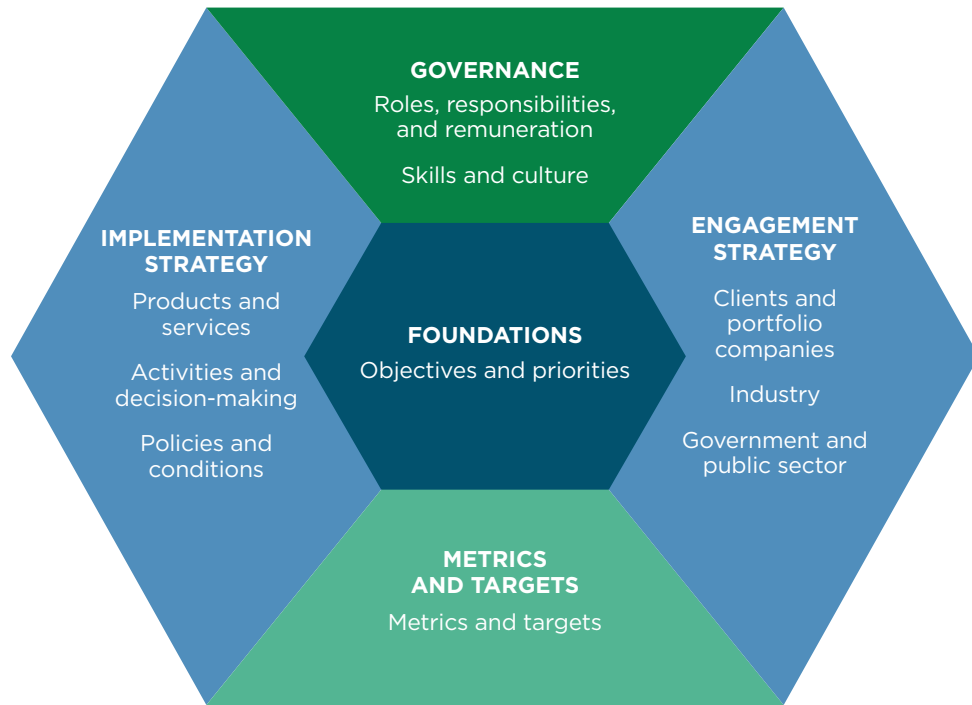 GOVERNANCE
Roles, responsibilities,
and remuneration
Skills and culture
IMPLEMENTATION
STRATEGY
Products and
services
Activities and
decision-making
Policies and
conditions
FOUNDATIONS
Objectives and priorities
ENGAGEMENT
STRATEGY
Clients and
portfolio
companies
Industry
Government and
public sector
METRICS
AND TARGETS
Metrics and targets